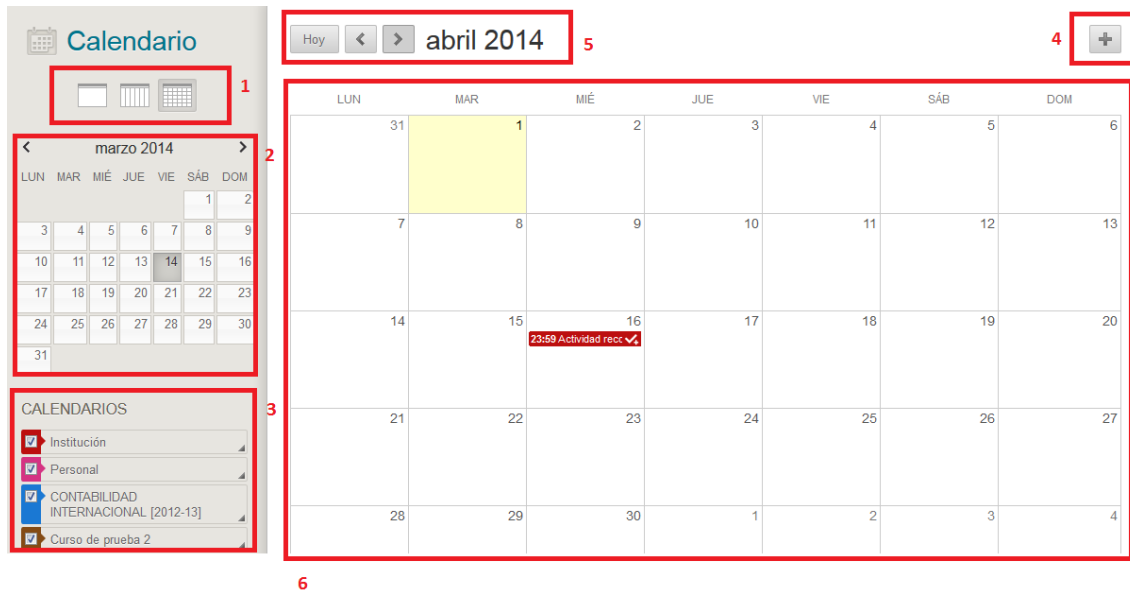 Calendario
1
marzo 2014
2
LUN MAR MIÉ JUE VIE SÁB DOM
1 2
3 4 5 6 7 8 9
10 11 12 13 14 15 16
17 18 19 20 21 22 23
24 25 26 27 28 29 30
31
CALENDARIOS
3
Institución
Personal
CONTABILIDAD
INTERNACIONAL [2012-13]
Curso de prueba 2
Hoy abril 2014 5
4
LUN MAR MIÉ JUE VIE SÁB DOM
31 1 2 3 4 5 6
7 8 9 10 11 12 13
14 15 16 17 18 19 20
23:59 Actividad recc
21 22 23 24 25 26 27
28 29 30 1 2 3 4
6